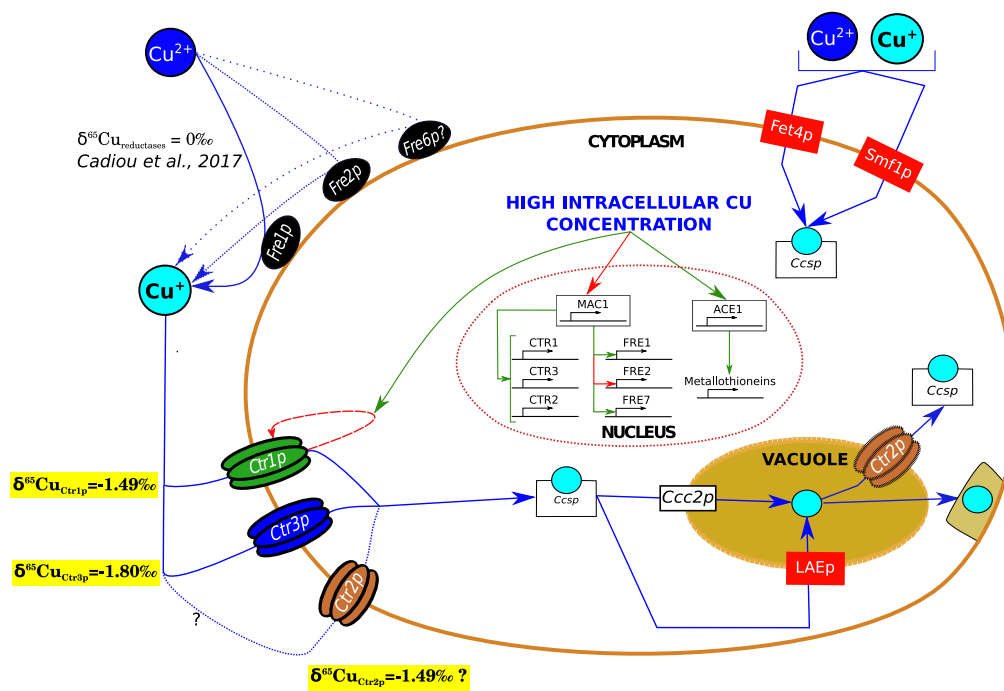 Cu2+
Cu2+
Cu+
δ65Cureductases = 0‰
Cadiou et al., 2017
Fre6p?
Fre2p
Fre1p
CYTOPLASM
Fet4p
Smf1p
HIGH INTRACELLULAR CU
CONCENTRATION
Ccsp
Cu+
MAC1
ACE1
CTR1
FRE1
CTR3
FRE2
Metallothioneins
CTR2
FRE7
NUCLEUS
Ccsp
Ctr1p
VACUOLE
Ctr2p
δ65CuCtr1p=-1.49‰
Ccsp
Ccc2p
Ctr3p
δ65CuCtr3p=-1.80‰
LAEp
Ctr2p
?
δ65CuCtr2p=-1.49‰ ?